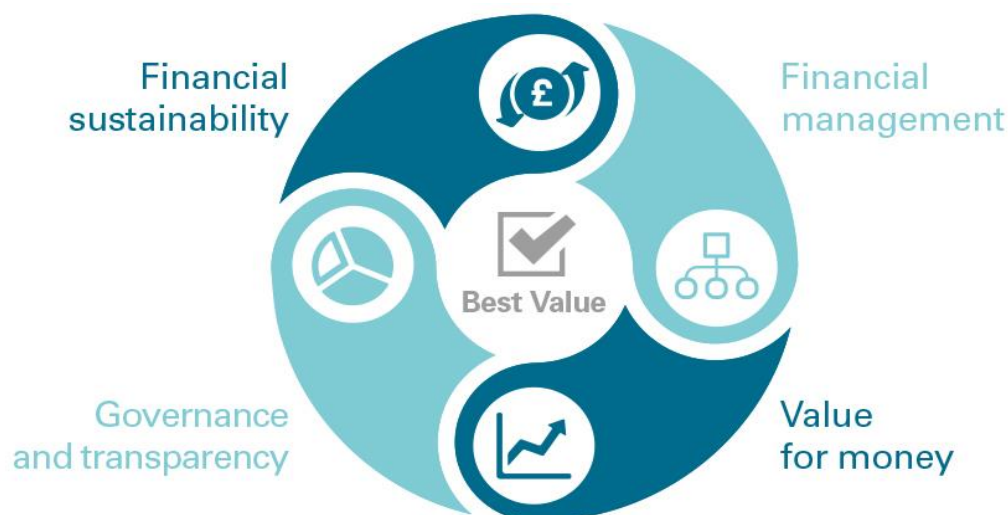 Financial
sustainability
Financial
management
£
Best Value
Governance
and transparency
Value
for money